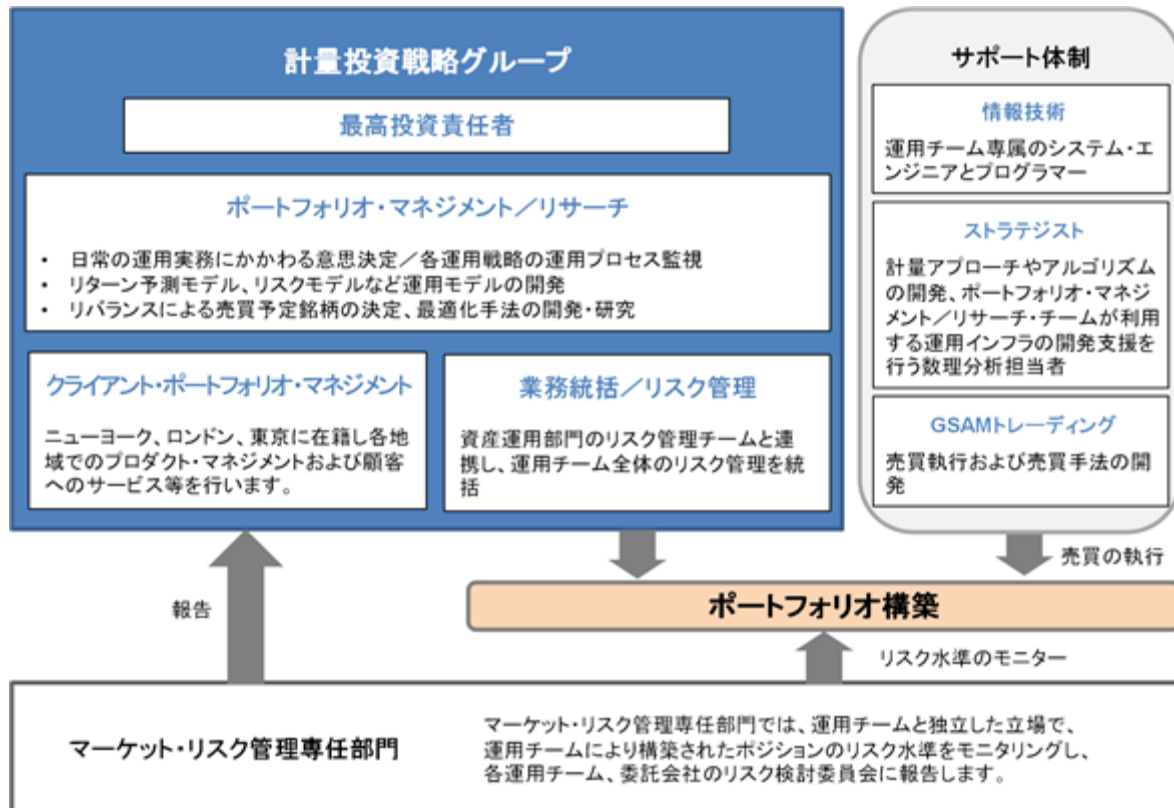 計量投資戦略グループ
最高投資責任者
ポートフォリオ・マネジメント／リサーチ
• 日常の運用実務にかかわる意思決定／各運用戦略の運用プロセス監視
• リターン予測モデル、リスクモデルなど運用モデルの開発
• リバランスによる売買予定銘柄の決定、最適化手法の開発・研究
クライアント・ポートフォリオ・マネジメント
ニューヨーク、ロンドン、東京に在籍し各地
域でのプロダクト・マネジメントおよび顧客
へのサービス等を行います。
業務統括／リスク管理
資産運用部門のリスク管理チームと連
携し、運用チーム全体のリスク管理を統
括
サポート体制
情報技術
運用チーム専属のシステム・エ
ンジニアとプログラマー
ストラテジスト
計量アプローチやアルゴリズム
の開発、ポートフォリオ・マネジ
メント／リサーチ・チームが利用
する運用インフラの開発支援を
行う数理分析担当者
GSAMトレーディング
売買執行および売買手法の開
発
売買の執行
報告
ポートフォリオ構築
リスク水準のモニター
マーケット・リスク管理専任部門
マーケット・リスク管理専任部門では、運用チームと独立した立場で、
運用チームにより構築されたポジションのリスク水準をモニタリングし、
各運用チーム、委託会社のリスク検討委員会に報告します。